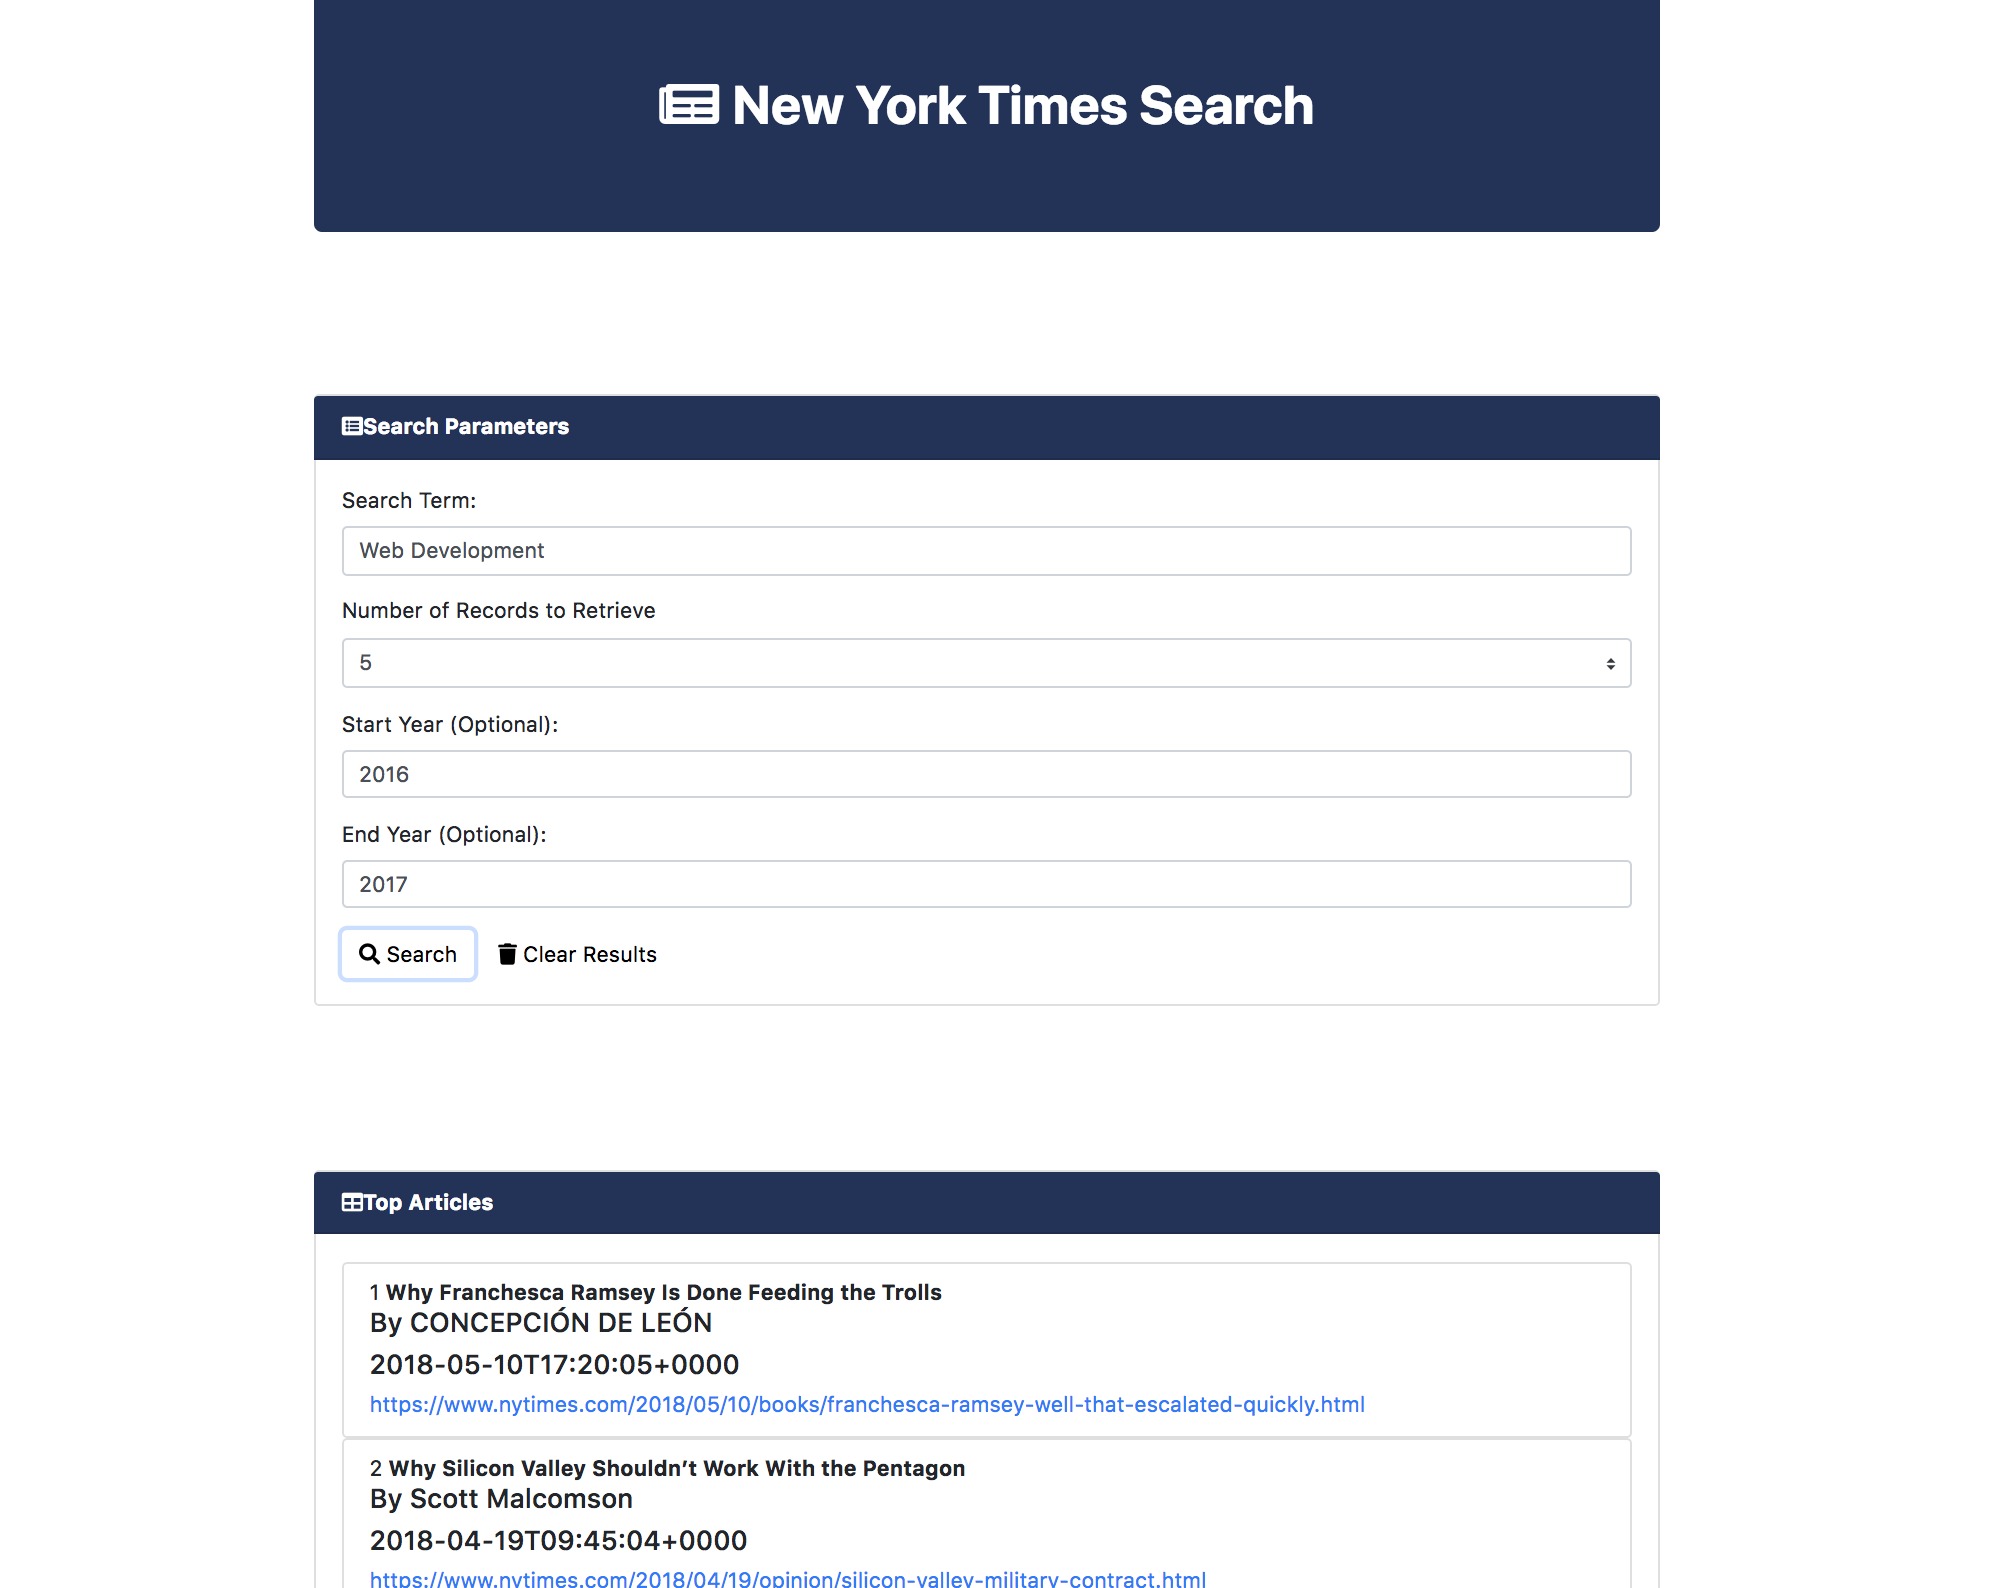 New York Times Search
Search Parameters
Search Term:
Web Development
Number of Records to Retrieve
5
Start Year (Optional):
2016
End Year (Optional):
2017
Search Clear Results
Top Articles
1 Why Franchesca Ramsey Is Done Feeding the Trolls
By CONCEPCIÓN DE LEÓN
2018-05-10T17:20:05+0000
https://www.nytimes.com/2018/05/10/books/franchesca-ramsey-well-that-escalated-quickly.html
2 Why Silicon Valley Shouldn’t Work With the Pentagon
By Scott Malcomson
2018-04-19T09:45:04+0000
https://www.nytimes.com/2018/04/19/opinion/silicon-valley-military-contract.html